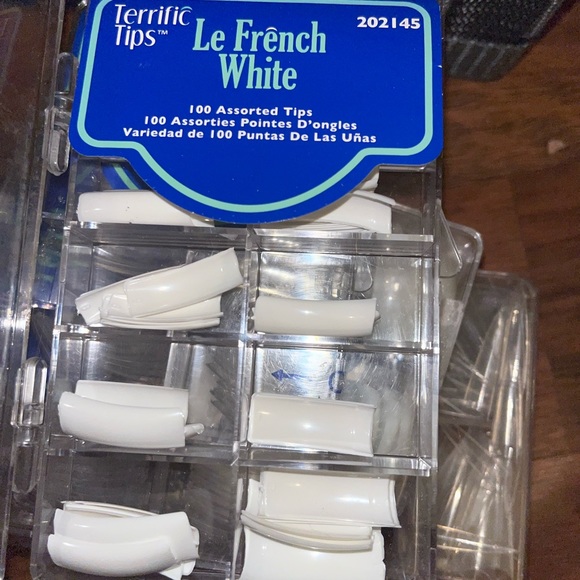 Terrific
Tips™
202145
Le Frênch
White
100 Assorted Tips
100 Assorties Pointes D'ongles
Variedad de 100 Puntas De Las Uñas